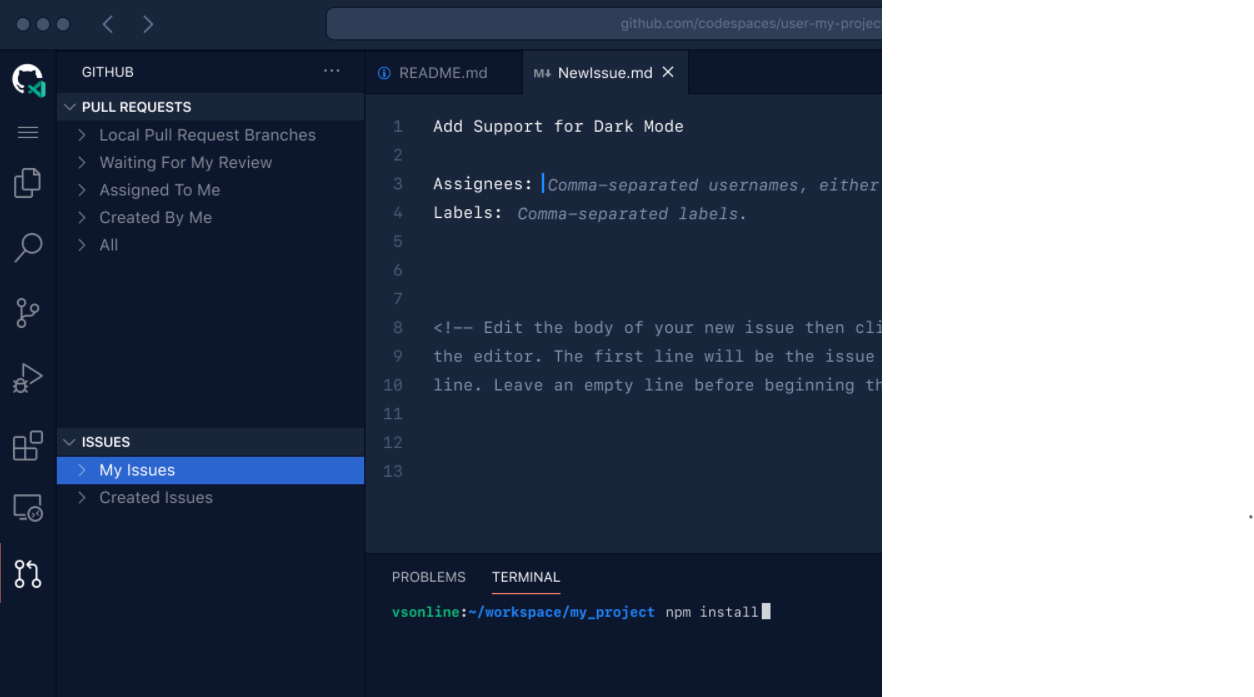 github.com/codespaces/user-my-projec
GITHUB
···
PULL REQUESTS
Local Pull Request Branches
Waiting For My Review
Assigned To Me
Created By Me
All
ISSUES
My Issues
Created Issues
README.md
M↓ NewIssue.md ×
1 Add Support for Dark Mode
2
3 Assignees: Comma-separated usernames, either
4 Labels: Comma-separated labels.
5
6
7
8 <!-- Edit the body of your new issue then cli
9 the editor. The first line will be the issue
10 line. Leave an empty line before beginning th
11
12
13
PROBLEMS TERMINAL
vsonline:~/workspace/my_project npm install
.